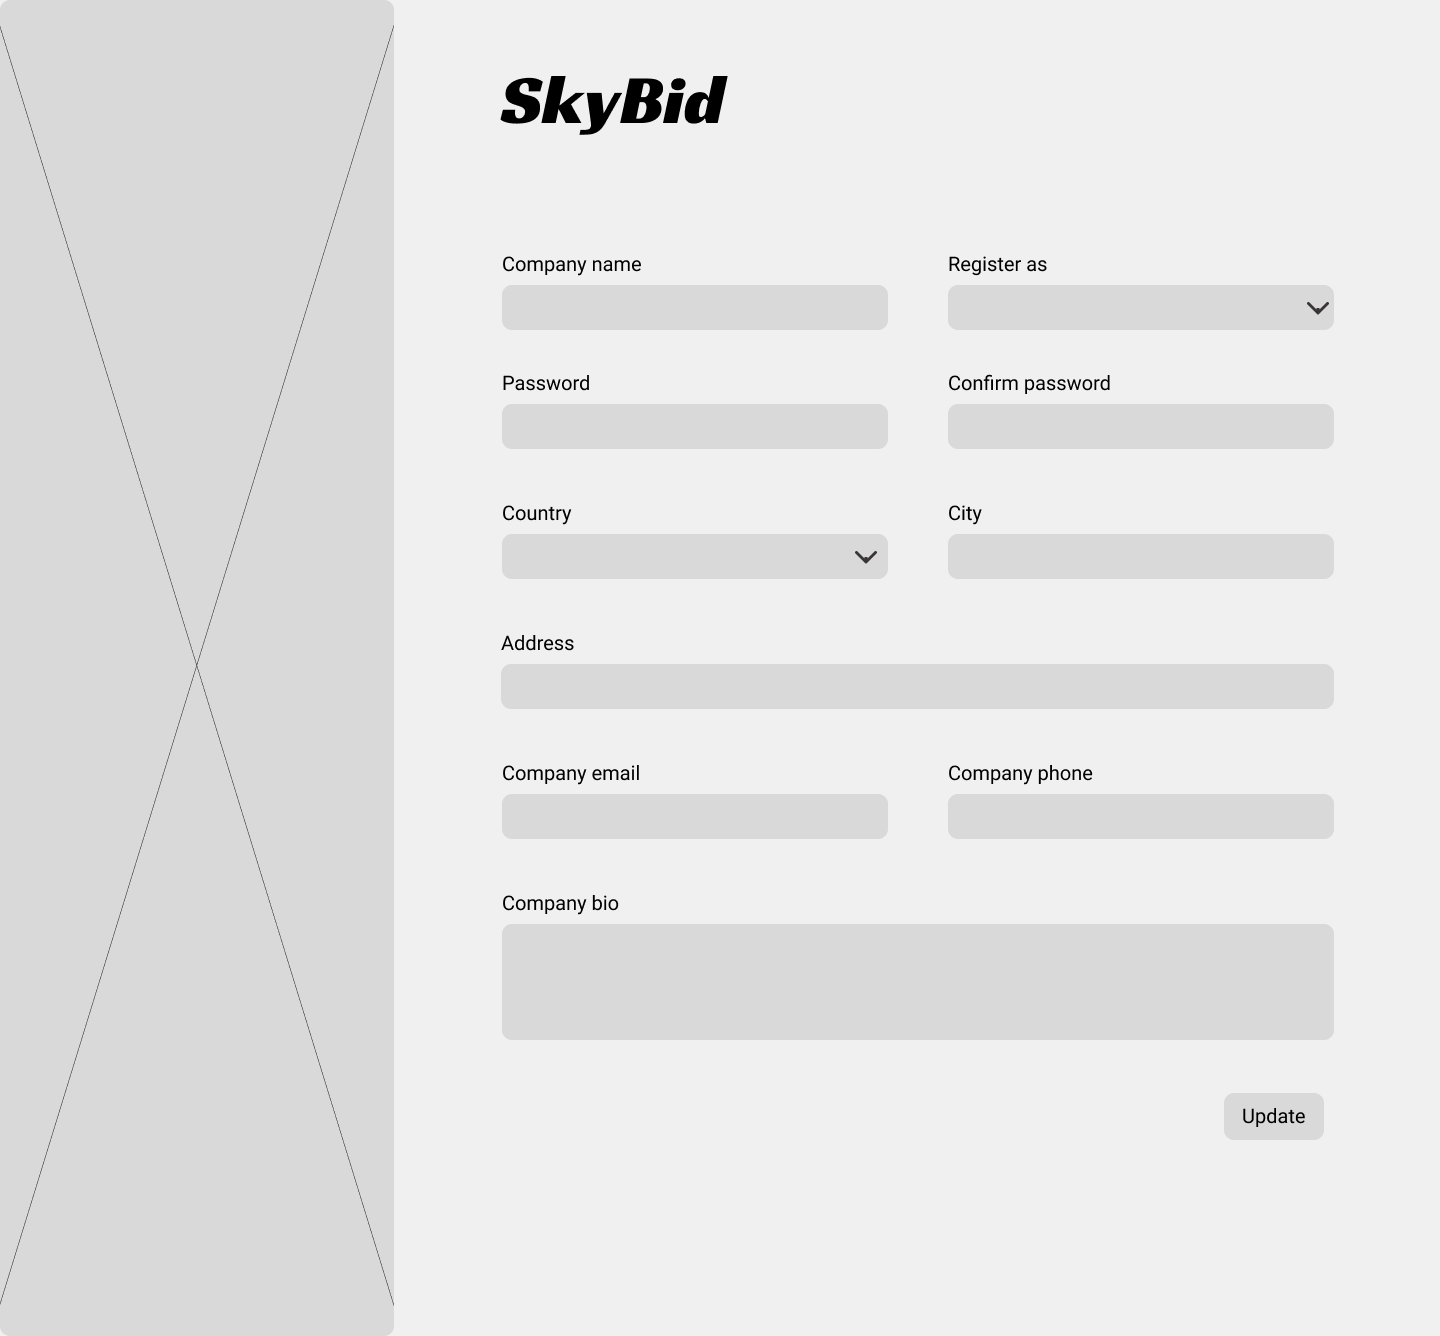 SkyBid
Company name
Register as
Password
Confirm password
Country
City
Address
Company email
Company phone
Company bio
Update